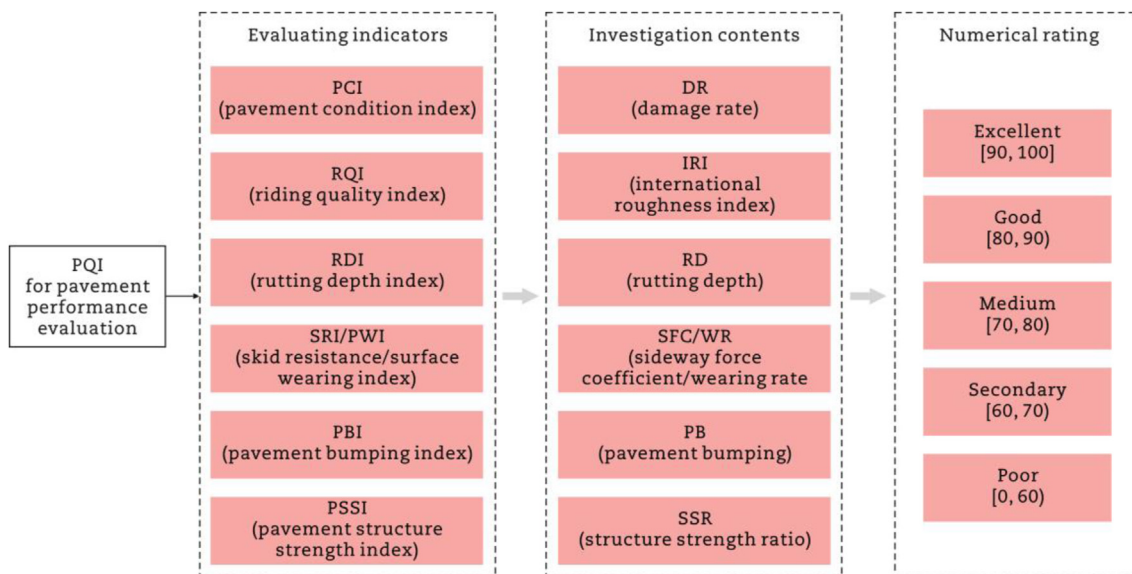 PQI
for pavement
performance
evaluation
Evaluating indicators
PCI
(pavement condition index)
RQI
(riding quality index)
RDI
(rutting depth index)
SRI/PWI
(skid resistance/surface
wearing index)
PBI
(pavement bumping index)
PSSI
(pavement structure
strength index)
Investigation contents
DR
(damage rate)
IRI
(international
roughness index)
RD
(rutting depth)
SFC/WR
(sideway force
coefficient/wearing rate
PB
(pavement bumping)
SSR
(structure strength ratio)
Numerical rating
Excellent
[90, 100]
Good
[80, 90)
Medium
[70, 80)
Secondary
[60, 70)
Poor
[0, 60)